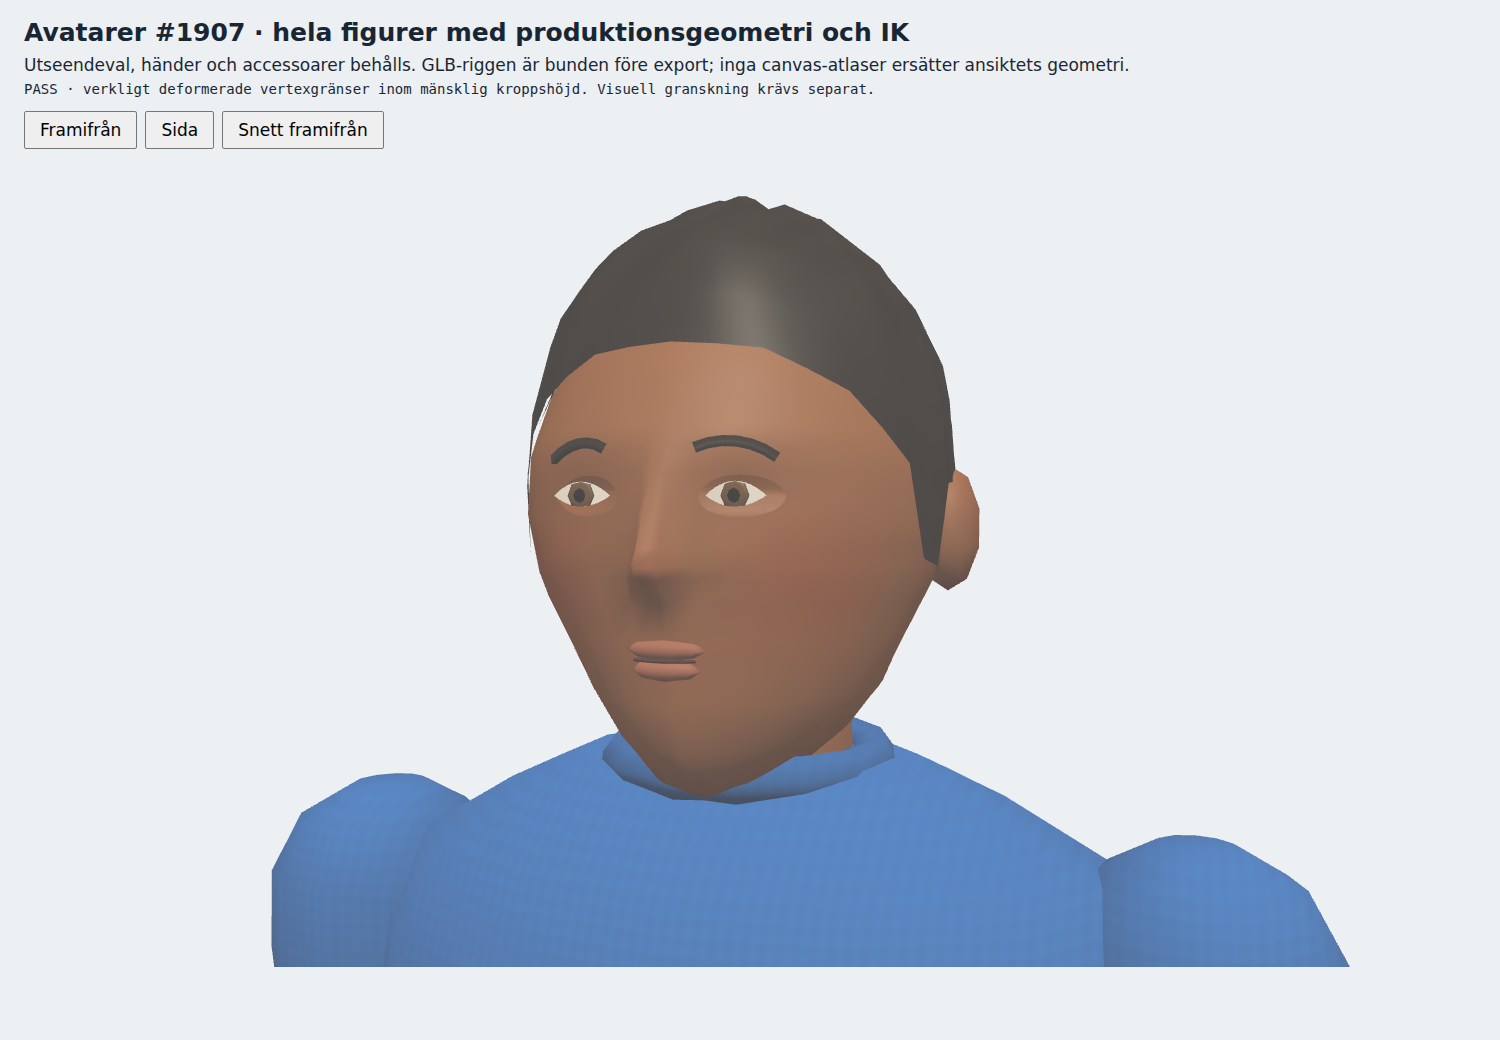 Avatarer #1907 · hela figurer med produktionsgeometri och IK
Utseendeval, händer och accessoarer behålls. GLB-riggen är bunden före export; inga canvas-atlaser ersätter ansiktets geometri.
PASS · verkligt deformerade vertexgränser inom mänsklig kroppshöjd. Visuell granskning krävs separat.
Framifrån Sida Snett framifrån